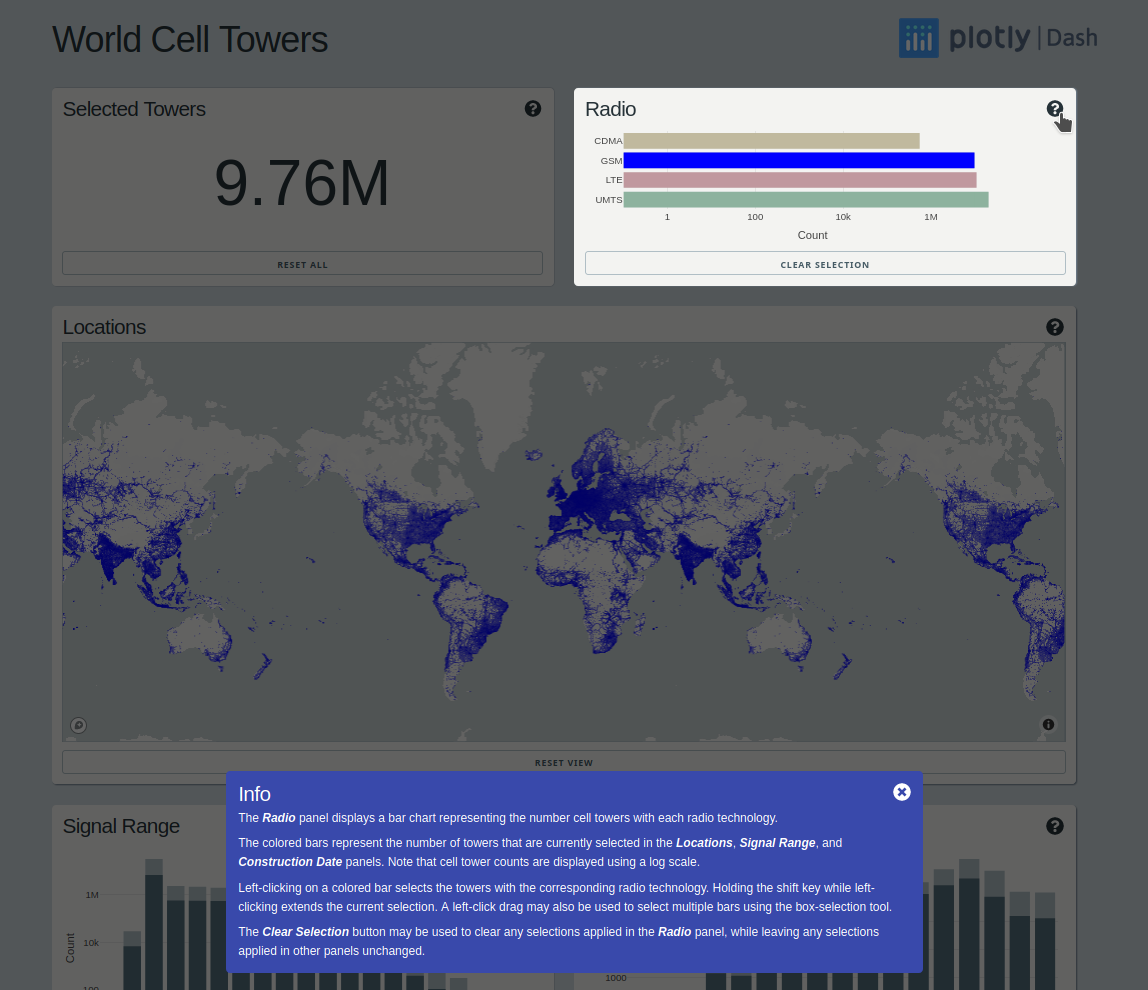 World Cell Towers
plotly | Dash
Selected Towers
?
9.76M
RESET ALL
Radio
?
CDMA
GSM
LTE
UMTS
1 100 10k 1M
Count
CLEAR SELECTION
Locations
?
RESET VIEW
Info
The Radio panel displays a bar chart representing the number cell towers with each radio technology.
The colored bars represent the number of towers that are currently selected in the Locations, Signal Range, and
Construction Date panels. Note that cell tower counts are displayed using a log scale.
Left-clicking on a colored bar selects the towers with the corresponding radio technology. Holding the shift key while left-
clicking extends the current selection. A left-click drag may also be used to select multiple bars using the box-selection tool.
The Clear Selection button may be used to clear any selections applied in the Radio panel, while leaving any selections
applied in other panels unchanged.
Signal Range
?
1M
10k
100
Count
1000